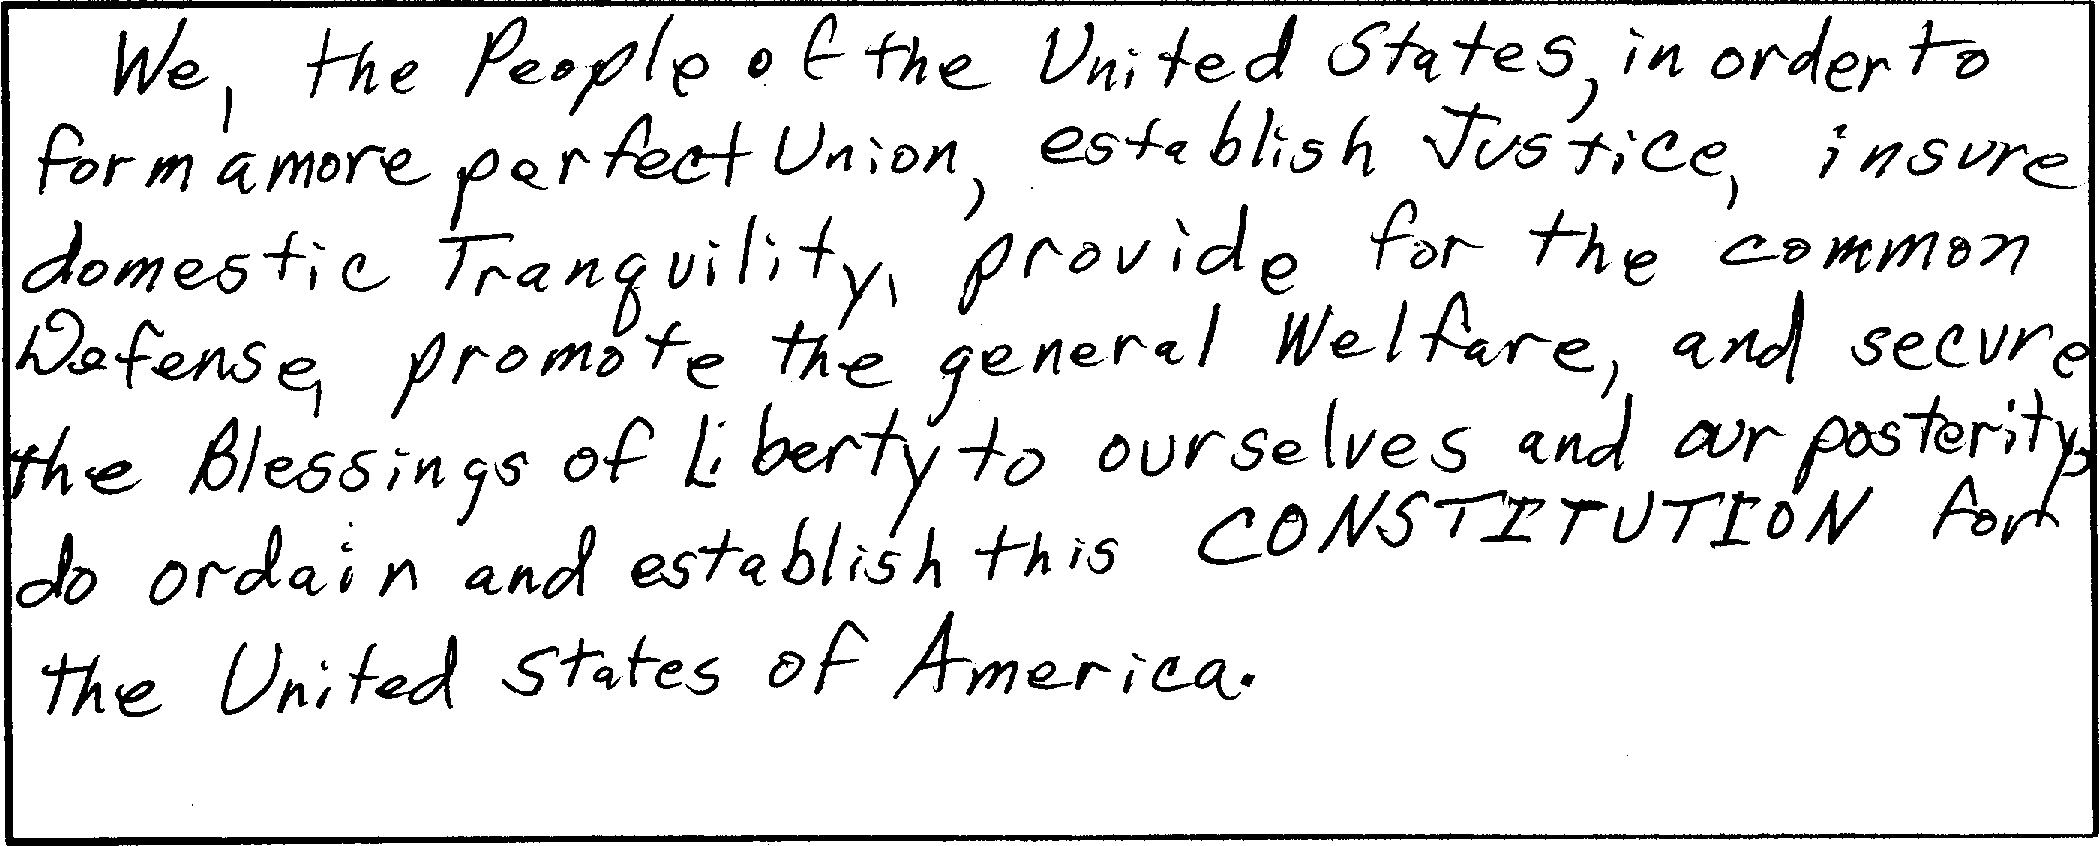 We, the People of the United States, in order to
form a more perfect Union, establish Justice, insure
domestic Tranquility, provide for the common
Defense, promote the general Welfare, and secure
the Blessings of Liberty to ourselves and our posterity,
do ordain and establish this CONSTITUTION for
the United States of America.